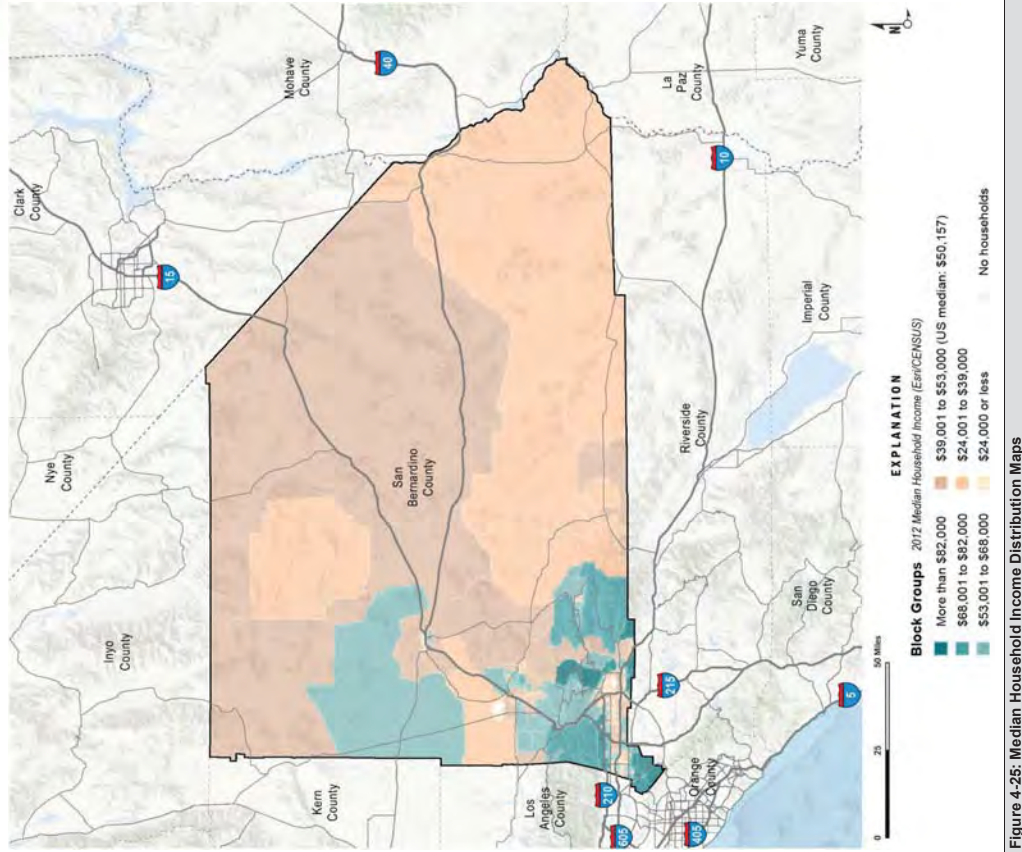 Clark
County
Mohave
County
Nye
County
Inyo
County
Kern
County
San
Bernardino
County
La
Paz
County
Yuma
County
Los
Angeles
County
Orange
County
Riverside
County
San
Diego
County
Imperial
County
15
40
10
210
605
405
215
5
N
0 25 50 Miles
EXPLANATION
Block Groups 2012 Median Household Income (Esri/CENSUS)
More than $82,000
$68,001 to $82,000
$53,001 to $68,000
$39,001 to $53,000 (US median: $50,157)
$24,001 to $39,000
$24,000 or less
No households
Figure 4-25: Median Household Income Distribution Maps